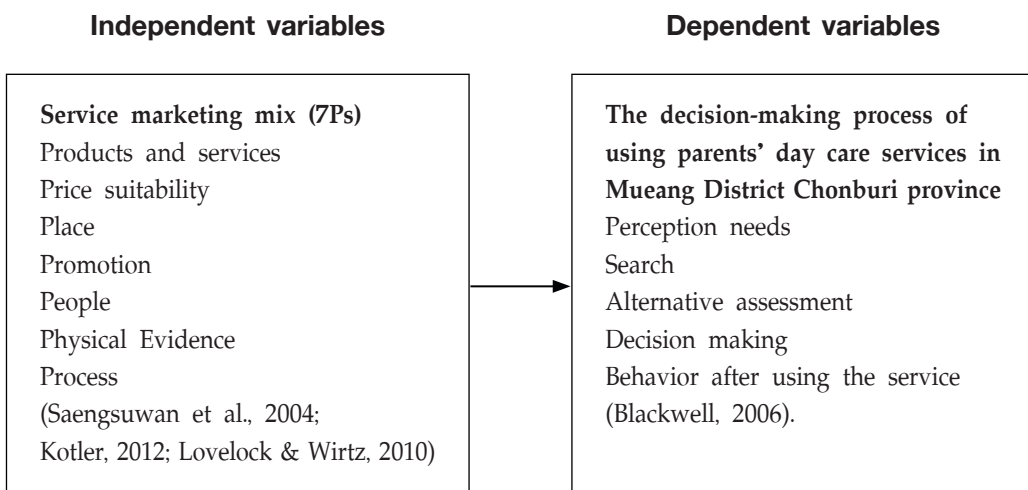 Independent variables
Service marketing mix (7Ps)
Products and services
Price suitability
Place
Promotion
People
Physical Evidence
Process
(Saengsuwan et al., 2004;
Kotler, 2012; Lovelock & Wirtz, 2010)
Dependent variables
The decision-making process of
using parents’ day care services in
Mueang District Chonburi province
Perception needs
Search
Alternative assessment
Decision making
Behavior after using the service
(Blackwell, 2006).